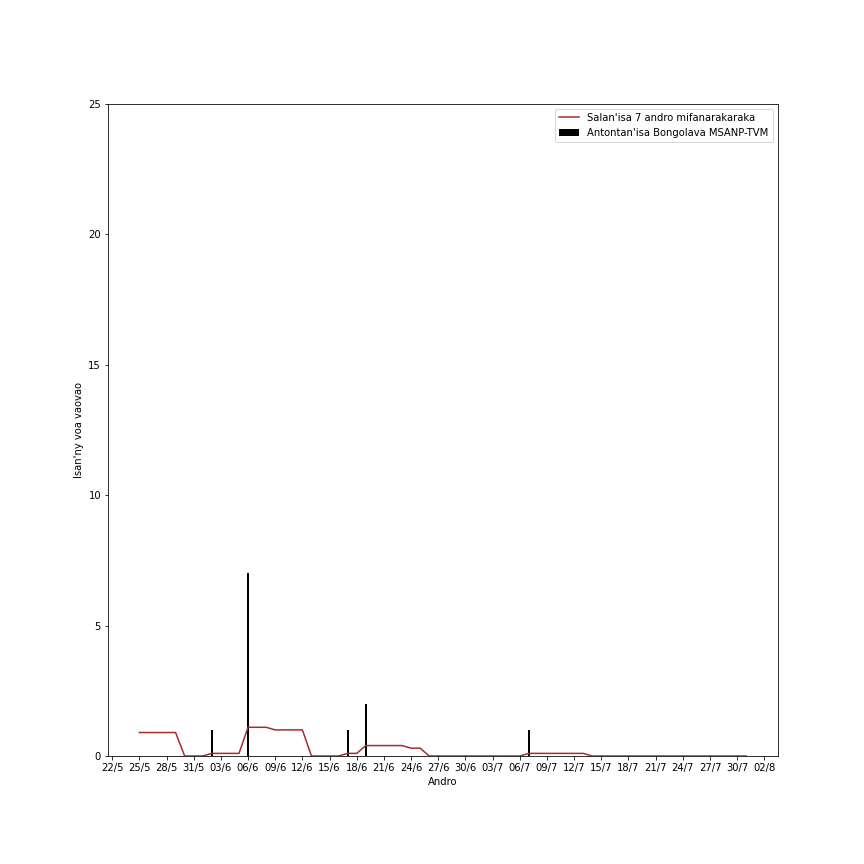 25
Salan'isa 7 andro mifanarakaraka
Antontan'isa Bongolava MSANP-TVM
20
15
Isan'ny voa vaovao
10
5
0
22/5 25/5 28/5 31/5 03/6 06/6 09/6 12/6 15/6 18/6 21/6 24/6 27/6 30/6 03/7 06/7 09/7 12/7 15/7 18/7 21/7 24/7 27/7 30/7 02/8
Andro